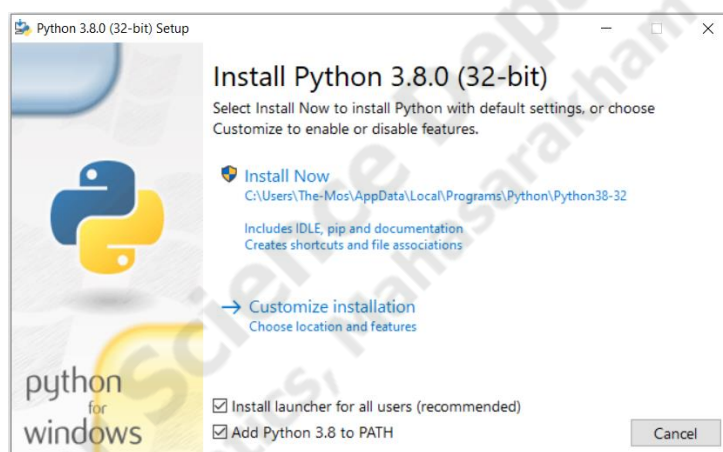 Python 3.8.0 (32-bit) Setup
Install Python 3.8.0 (32-bit)
Select Install Now to install Python with default settings, or choose
Customize to enable or disable features.
Install Now
C:\Users\The-Mos\AppData\Local\Programs\Python\Python38-32
Includes IDLE, pip and documentation
Creates shortcuts and file associations
Customize installation
Choose location and features
python
for
windows
Install launcher for all users (recommended)
Add Python 3.8 to PATH
Cancel
Science
Mahasarakham